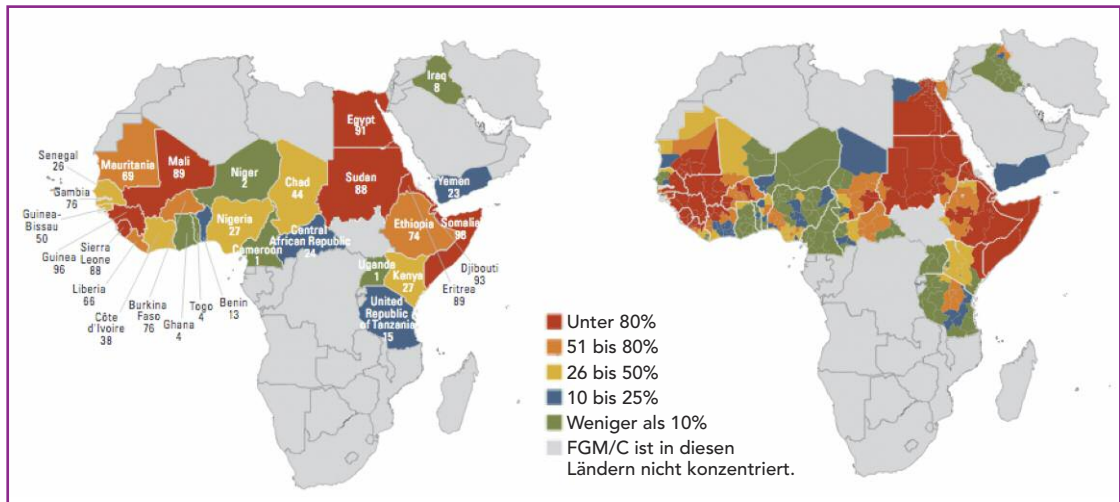 Iraq
8
Egypt
91
Mauritania
69
Mali
89
Niger
2
Chad
44
Sudan
88
Yemen
23
Senegal
26
Gambia
76
Guinea-
Bissau
50
Guinea
96
Sierra
Leone
88
Liberia
66
Côte
d'Ivoire
38
Burkina
Faso
76
Ghana
4
Togo
4
Benin
13
Nigeria
27
Cameroon
1
Central
African Republic
24
Ethiopia
74
Somalia
98
Djibouti
93
Eritrea
89
Uganda
1
Kenya
27
United
Republic
of Tanzania
15
Unter 80%
51 bis 80%
26 bis 50%
10 bis 25%
Weniger als 10%
FGM/C ist in diesen
Ländern nicht konzentriert.